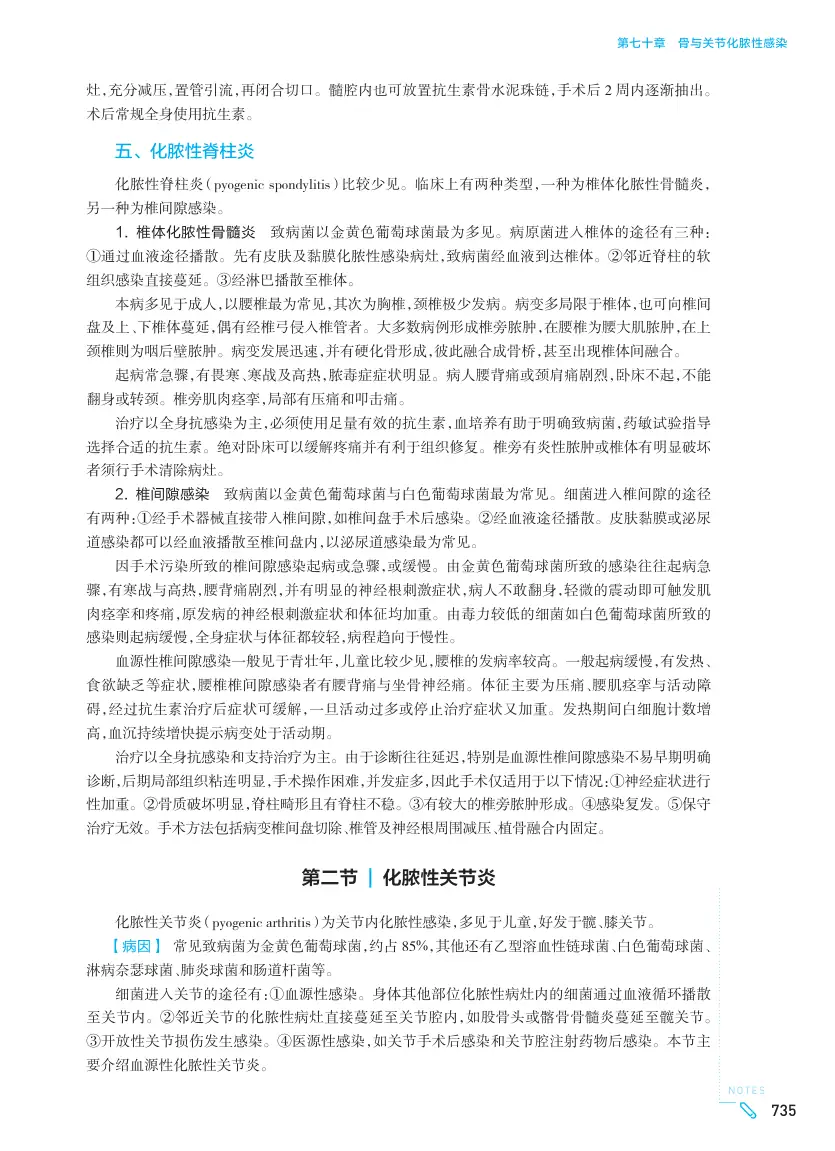 第七十章 骨与关节化脓性感染
灶,充分减压,置管引流,再闭合切口。髓腔内也可放置抗生素骨水泥珠链,手术后 2 周内逐渐抽出。
术后常规全身使用抗生素。
五、化脓性脊柱炎
化脓性脊柱炎(pyogenic spondylitis)比较少见。临床上有两种类型,一种为椎体化脓性骨髓炎,
另一种为椎间隙感染。
1. 椎体化脓性骨髓炎 致病菌以金黄色葡萄球菌最为多见。病原菌进入椎体的途径有三种:
①通过血液途径播散。先有皮肤及黏膜化脓性感染病灶,致病菌经血液到达椎体。②邻近脊柱的软
组织感染直接蔓延。③经淋巴播散至椎体。
本病多见于成人,以腰椎最为常见,其次为胸椎,颈椎极少发病。病变多局限于椎体,也可向椎间
盘及上、下椎体蔓延,偶有经椎弓侵入椎管者。大多数病例形成椎旁脓肿,在腰椎为腰大肌脓肿,在上
颈椎则为咽后壁脓肿。病变发展迅速,并有硬化骨形成,彼此融合成骨桥,甚至出现椎体间融合。
起病常急骤,有畏寒、寒战及高热,脓毒症症状明显。病人腰背痛或颈肩痛剧烈,卧床不起,不能
翻身或转颈。椎旁肌肉痉挛,局部有压痛和叩击痛。
治疗以全身抗感染为主,必须使用足量有效的抗生素,血培养有助于明确致病菌,药敏试验指导
选择合适的抗生素。绝对卧床可以缓解疼痛并有利于组织修复。椎旁有炎性脓肿或椎体有明显破坏
者须行手术清除病灶。
2. 椎间隙感染 致病菌以金黄色葡萄球菌与白色葡萄球菌最为常见。细菌进入椎间隙的途径
有两种:①经手术器械直接带入椎间隙,如椎间盘手术后感染。②经血液途径播散。皮肤黏膜或泌尿
道感染都可以经血液播散至椎间盘内,以泌尿道感染最为常见。
因手术污染所致的椎间隙感染起病或急骤,或缓慢。由金黄色葡萄球菌所致的感染往往起病急
骤,有寒战与高热,腰背痛剧烈,并有明显的神经根刺激症状,病人不敢翻身,轻微的震动即可触发肌
肉痉挛和疼痛,原发病的神经根刺激症状和体征均加重。由毒力较低的细菌如白色葡萄球菌所致的
感染则起病缓慢,全身症状与体征都较轻,病程趋向于慢性。
血源性椎间隙感染一般见于青壮年,儿童比较少见,腰椎的发病率较高。一般起病缓慢,有发热、
食欲缺乏等症状,腰椎椎间隙感染者有腰背痛与坐骨神经痛。体征主要为压痛、腰肌痉挛与活动障
碍,经过抗生素治疗后症状可缓解,一旦活动过多或停止治疗症状又加重。发热期间白细胞计数增
高,血沉持续增快提示病变处于活动期。
治疗以全身抗感染和支持治疗为主。由于诊断往往延迟,特别是血源性椎间隙感染不易早期明确
诊断,后期局部组织粘连明显,手术操作困难,并发症多,因此手术仅适用于以下情况:①神经症状进行
性加重。②骨质破坏明显,脊柱畸形且有脊柱不稳。③有较大的椎旁脓肿形成。④感染复发。⑤保守
治疗无效。手术方法包括病变椎间盘切除、椎管及神经根周围减压、植骨融合内固定。
第二节 | 化脓性关节炎
化脓性关节炎(pyogenic arthritis)为关节内化脓性感染,多见于儿童,好发于髋、膝关节。
【病因】 常见致病菌为金黄色葡萄球菌,约占 85%,其他还有乙型溶血性链球菌、白色葡萄球菌、
淋病奈瑟球菌、肺炎球菌和肠道杆菌等。
细菌进入关节的途径有:①血源性感染。身体其他部位化脓性病灶内的细菌通过血液循环播散
至关节内。②邻近关节的化脓性病灶直接蔓延至关节腔内,如股骨头或髂骨骨髓炎蔓延至髋关节。
③开放性关节损伤发生感染。④医源性感染,如关节手术后感染和关节腔注射药物后感染。本节主
要介绍血源性化脓性关节炎。
NOTES
735